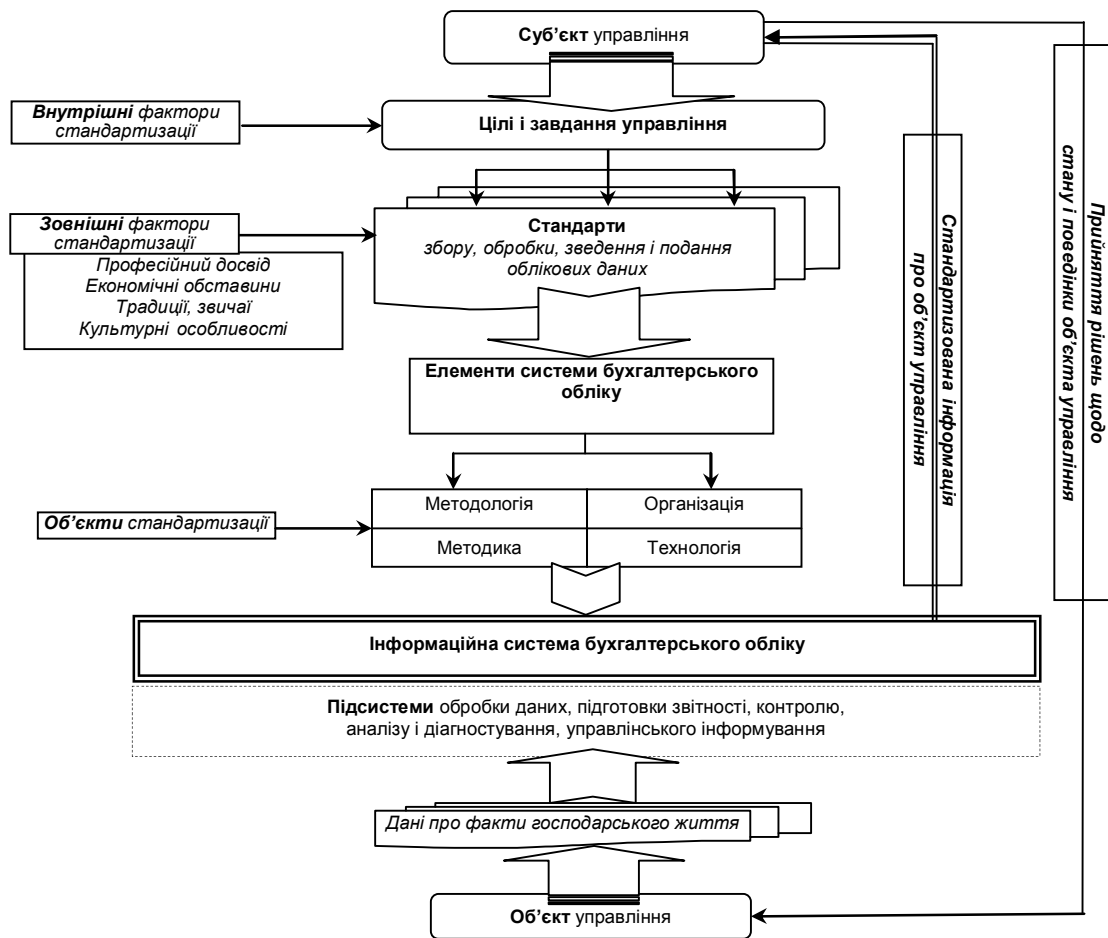 Суб’єкт управління
Внутрішні фактори
стандартизації
Цілі і завдання управління
Зовнішні фактори
стандартизації
Професійний досвід
Економічні обставини
Традиції, звичаї
Культурні особливості
Стандарти
збору, обробки, зведення і подання
облікових даних
Елементи системи бухгалтерського
обліку
Об’єкти стандартизації
Методологія
Організація
Методика
Технологія
Інформаційна система бухгалтерського обліку
Підсистеми обробки даних, підготовки звітності, контролю,
аналізу і діагностування, управлінського інформування
Дані про факти господарського життя
Об’єкт управління
Стандартизована інформація
про об’єкт управління
Прийняття рішень щодо
стану і поведінки об’єкта управління